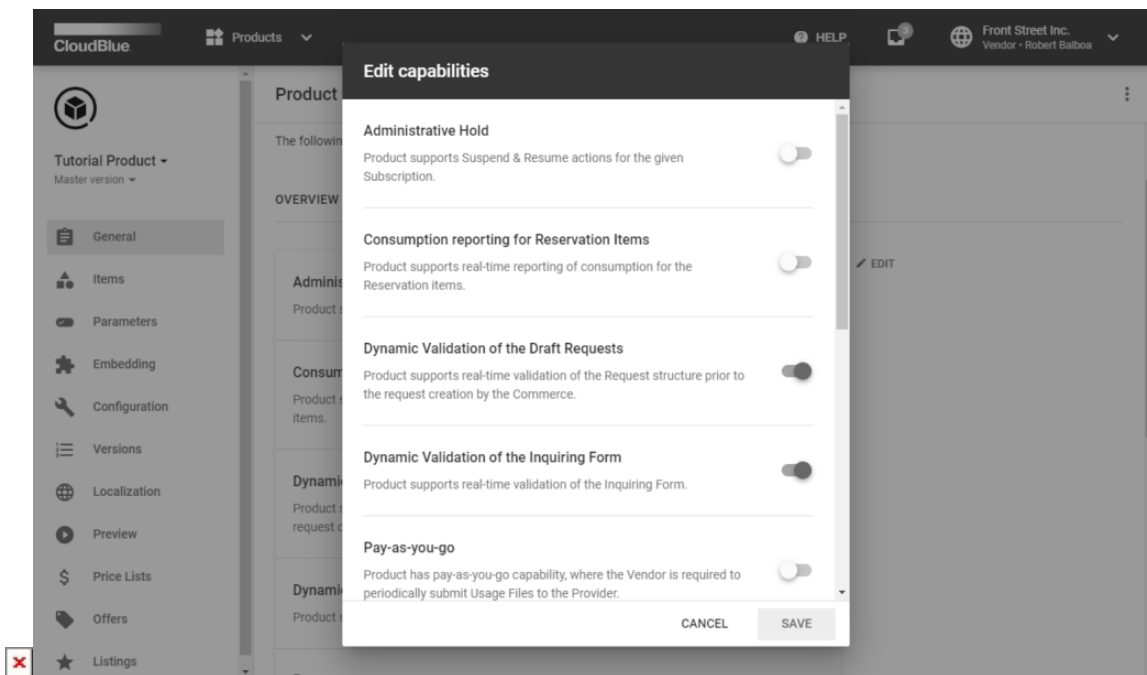 CloudBlue
Products
HELP
3
Front Street Inc.
Vendor • Robert Balboa
Tutorial Product
Master version
General
Items
Parameters
Embedding
Configuration
Versions
Localization
Preview
Price Lists
Offers
Listings
Product
The followin
OVERVIEW
EDIT
Adminis
Product s
Consum
Product s
items.
Dynami
Product s
request c
Dynami
Product s
Edit capabilities
Administrative Hold
Product supports Suspend & Resume actions for the given
Subscription.
Consumption reporting for Reservation Items
Product supports real-time reporting of consumption for the
Reservation items.
Dynamic Validation of the Draft Requests
Product supports real-time validation of the Request structure prior to
the request creation by the Commerce.
Dynamic Validation of the Inquiring Form
Product supports real-time validation of the Inquiring Form.
Pay-as-you-go
Product has pay-as-you-go capability, where the Vendor is required to
periodically submit Usage Files to the Provider.
CANCEL
SAVE